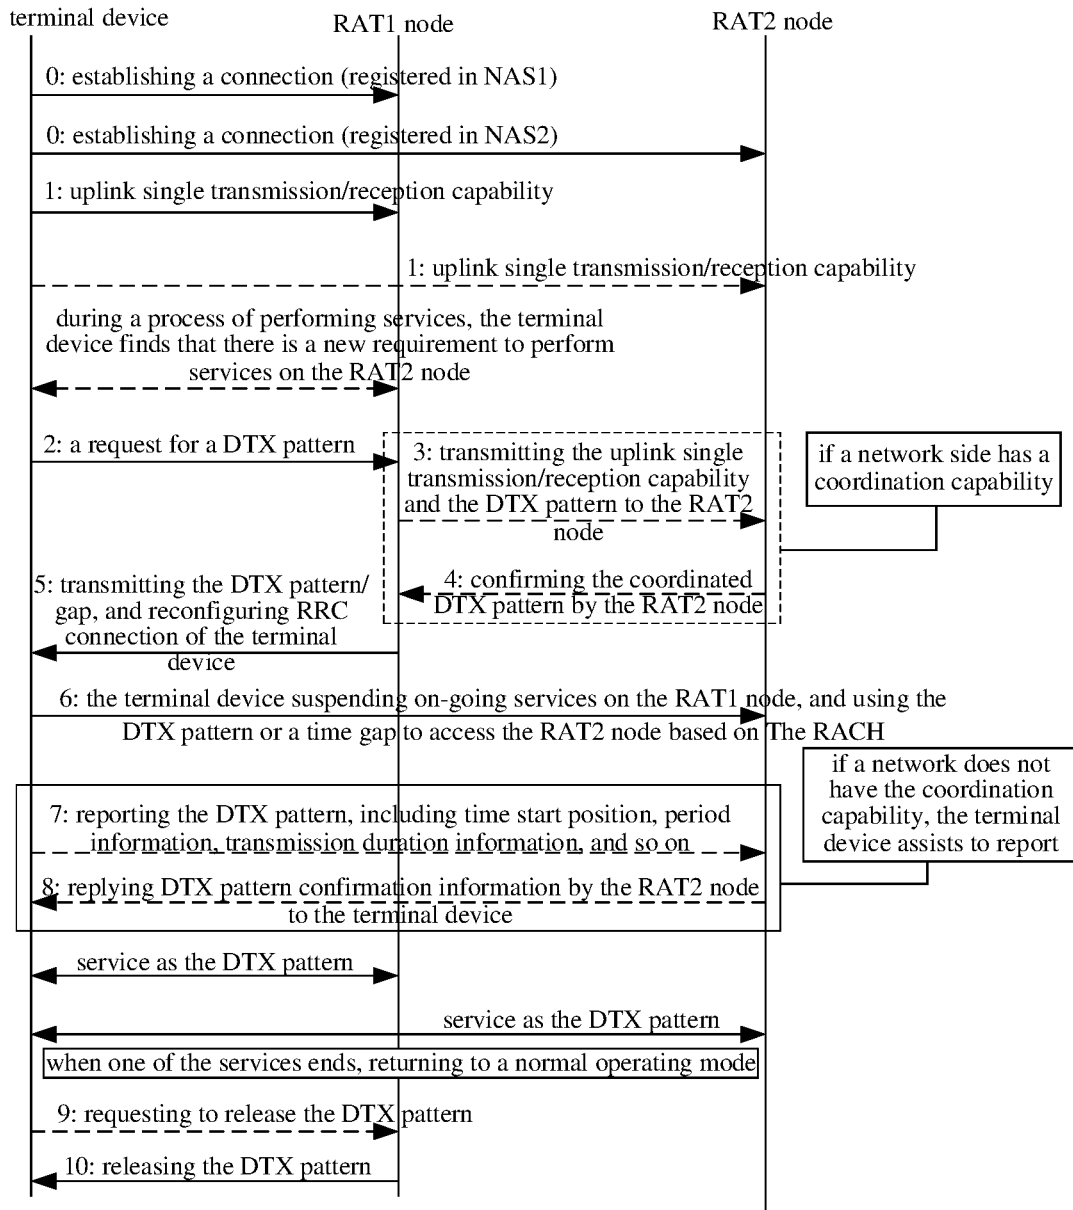 terminal device
RAT1 node
RAT2 node
0: establishing a connection (registered in NAS1)
0: establishing a connection (registered in NAS2)
1: uplink single transmission/reception capability
1: uplink single transmission/reception capability
during a process of performing services, the terminal
device finds that there is a new requirement to perform
services on the RAT2 node
2: a request for a DTX pattern
3: transmitting the uplink single
transmission/reception capability
and the DTX pattern to the RAT2
node
if a network side has a
coordination capability
4: confirming the coordinated
DTX pattern by the RAT2 node
5: transmitting the DTX pattern/
gap, and reconfiguring RRC
connection of the terminal
device
6: the terminal device suspending on-going services on the RAT1 node, and using the
DTX pattern or a time gap to access the RAT2 node based on The RACH
if a network does not
have the coordination
capability, the terminal
device assists to report
7: reporting the DTX pattern, including time start position, period
information, transmission duration information, and so on
8: replying DTX pattern confirmation information by the RAT2 node
to the terminal device
service as the DTX pattern
service as the DTX pattern
when one of the services ends, returning to a normal operating mode
9: requesting to release the DTX pattern
10: releasing the DTX pattern